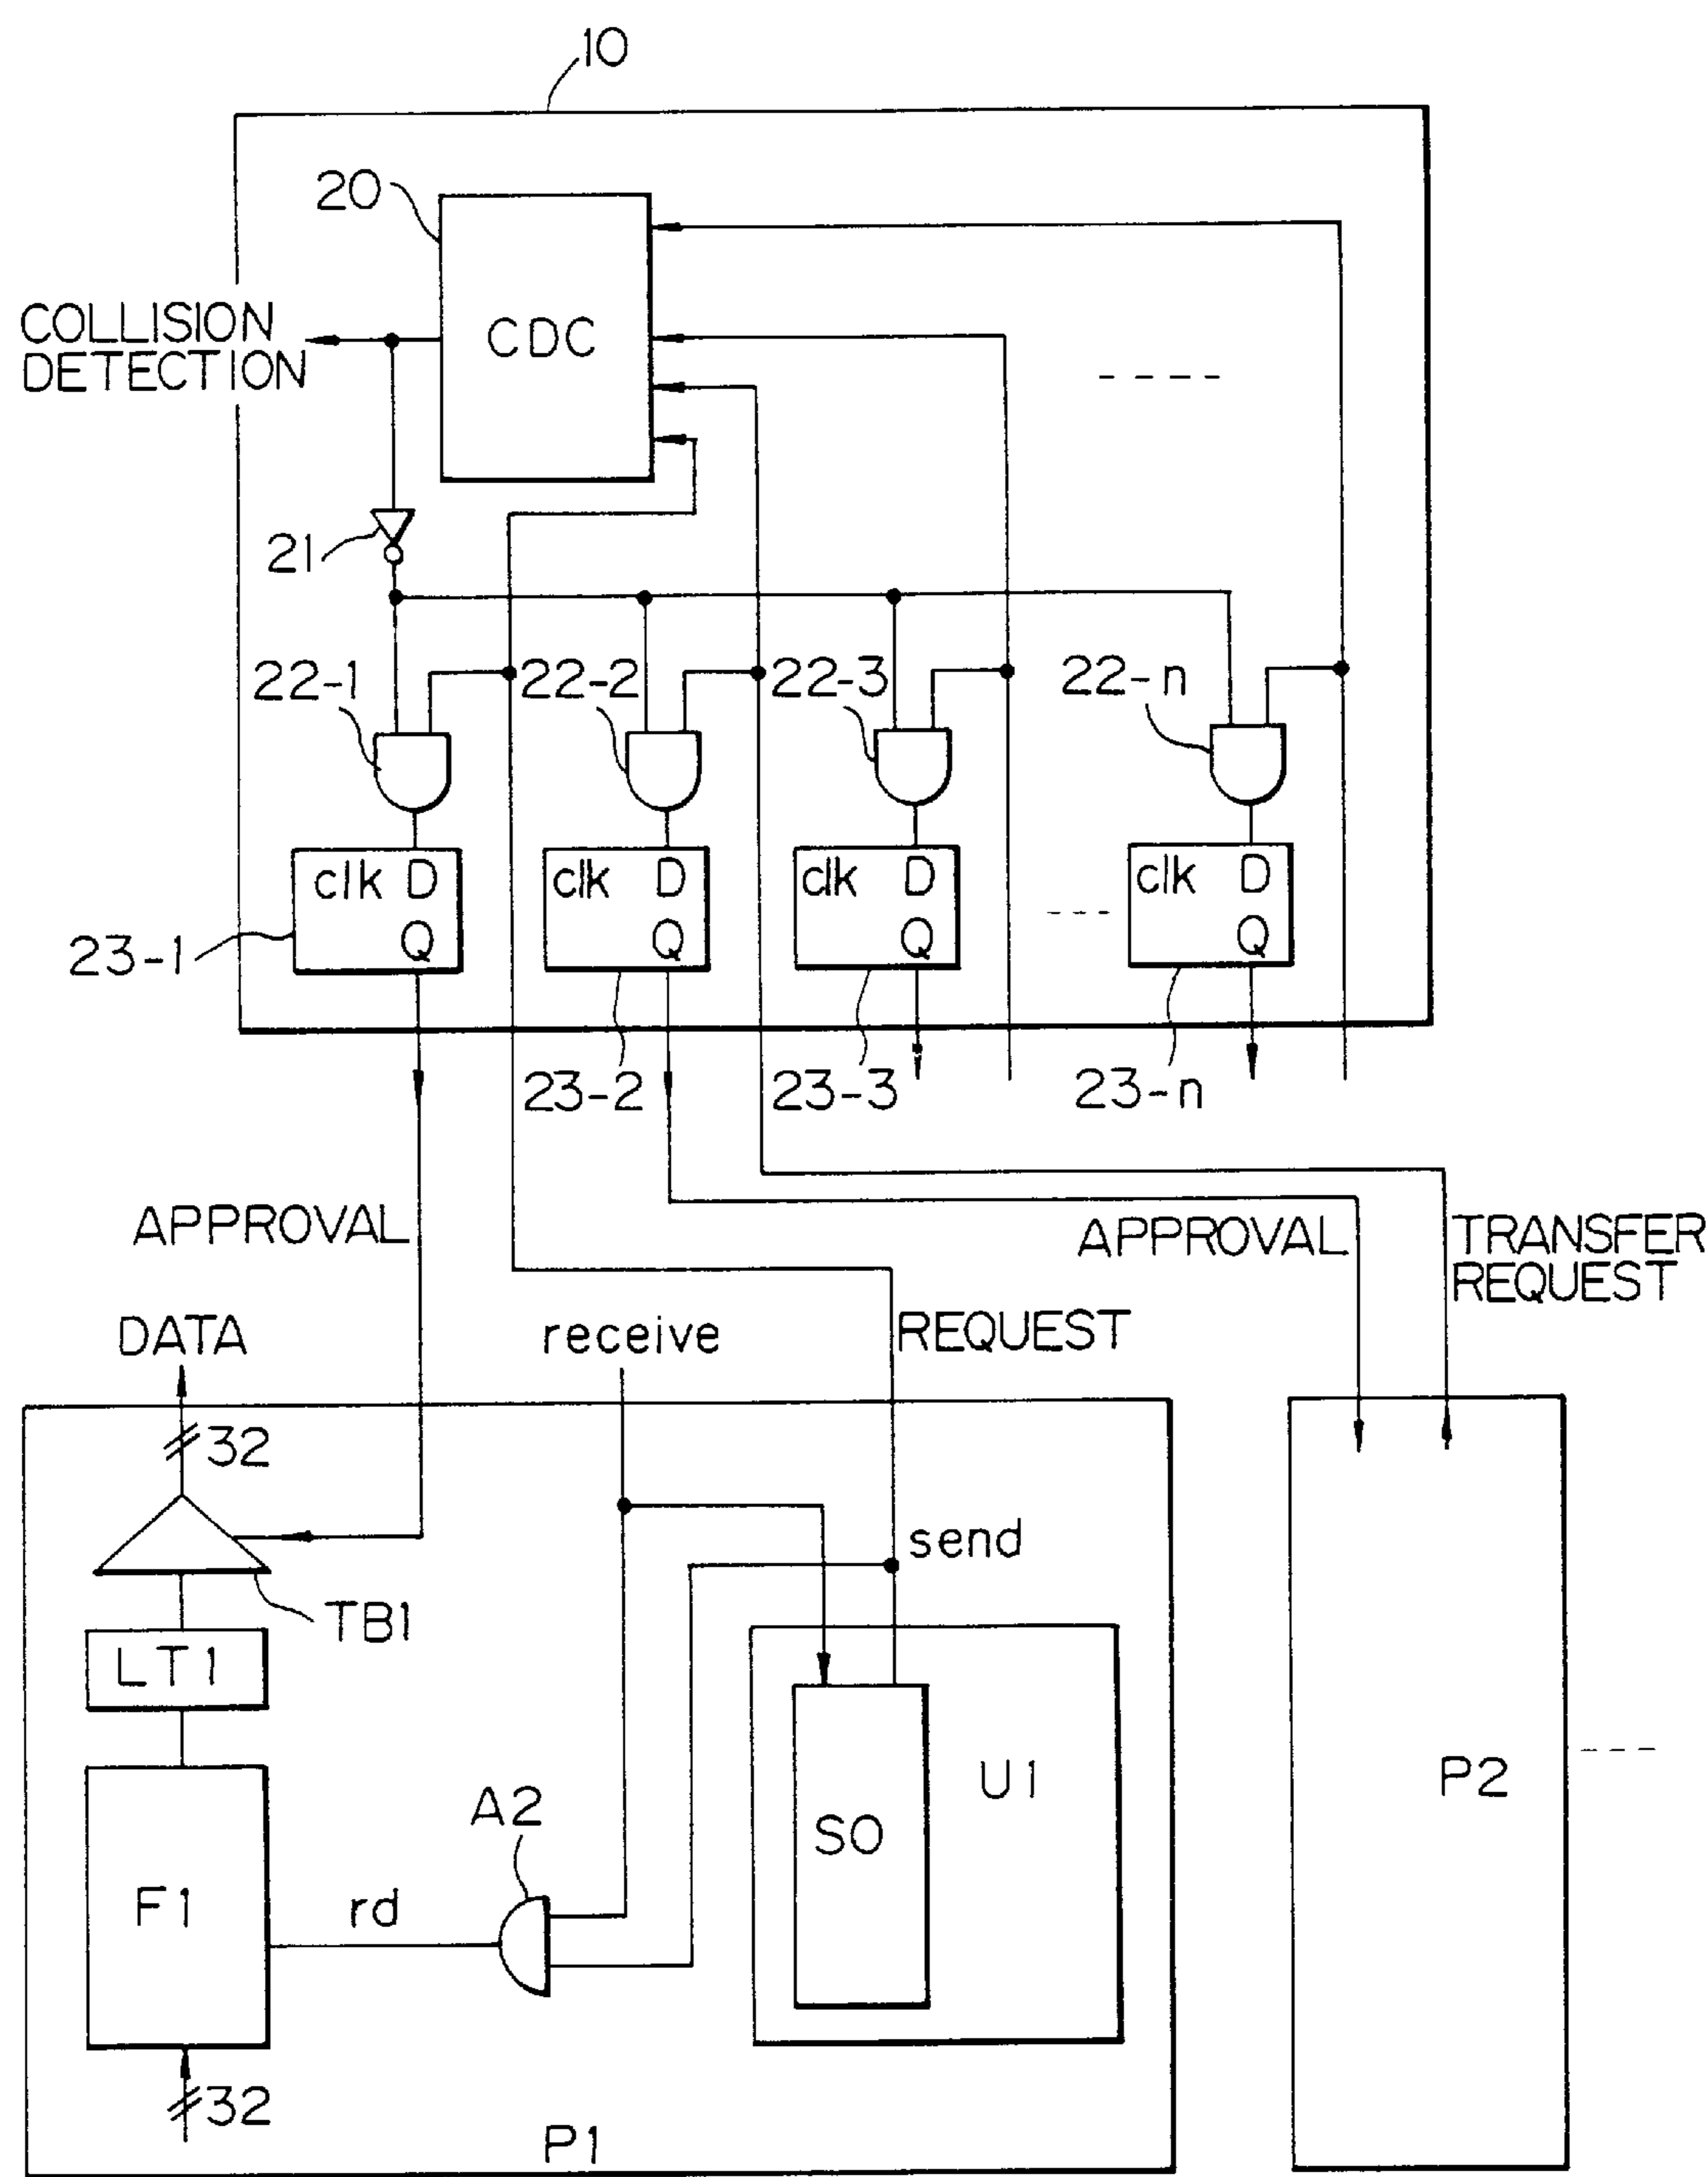 10
20
COLLISION
DETECTION
CDC
21
22-1
22-2
22-3
22-n
clk D
Q
clk D
Q
clk D
Q
clk D
Q
23-1
23-2
23-3
23-n
APPROVAL
APPROVAL
TRANSFER
REQUEST
DATA
receive
REQUEST
32
send
TB1
LT1
U1
P2
A2
SO
F1
rd
32
P1